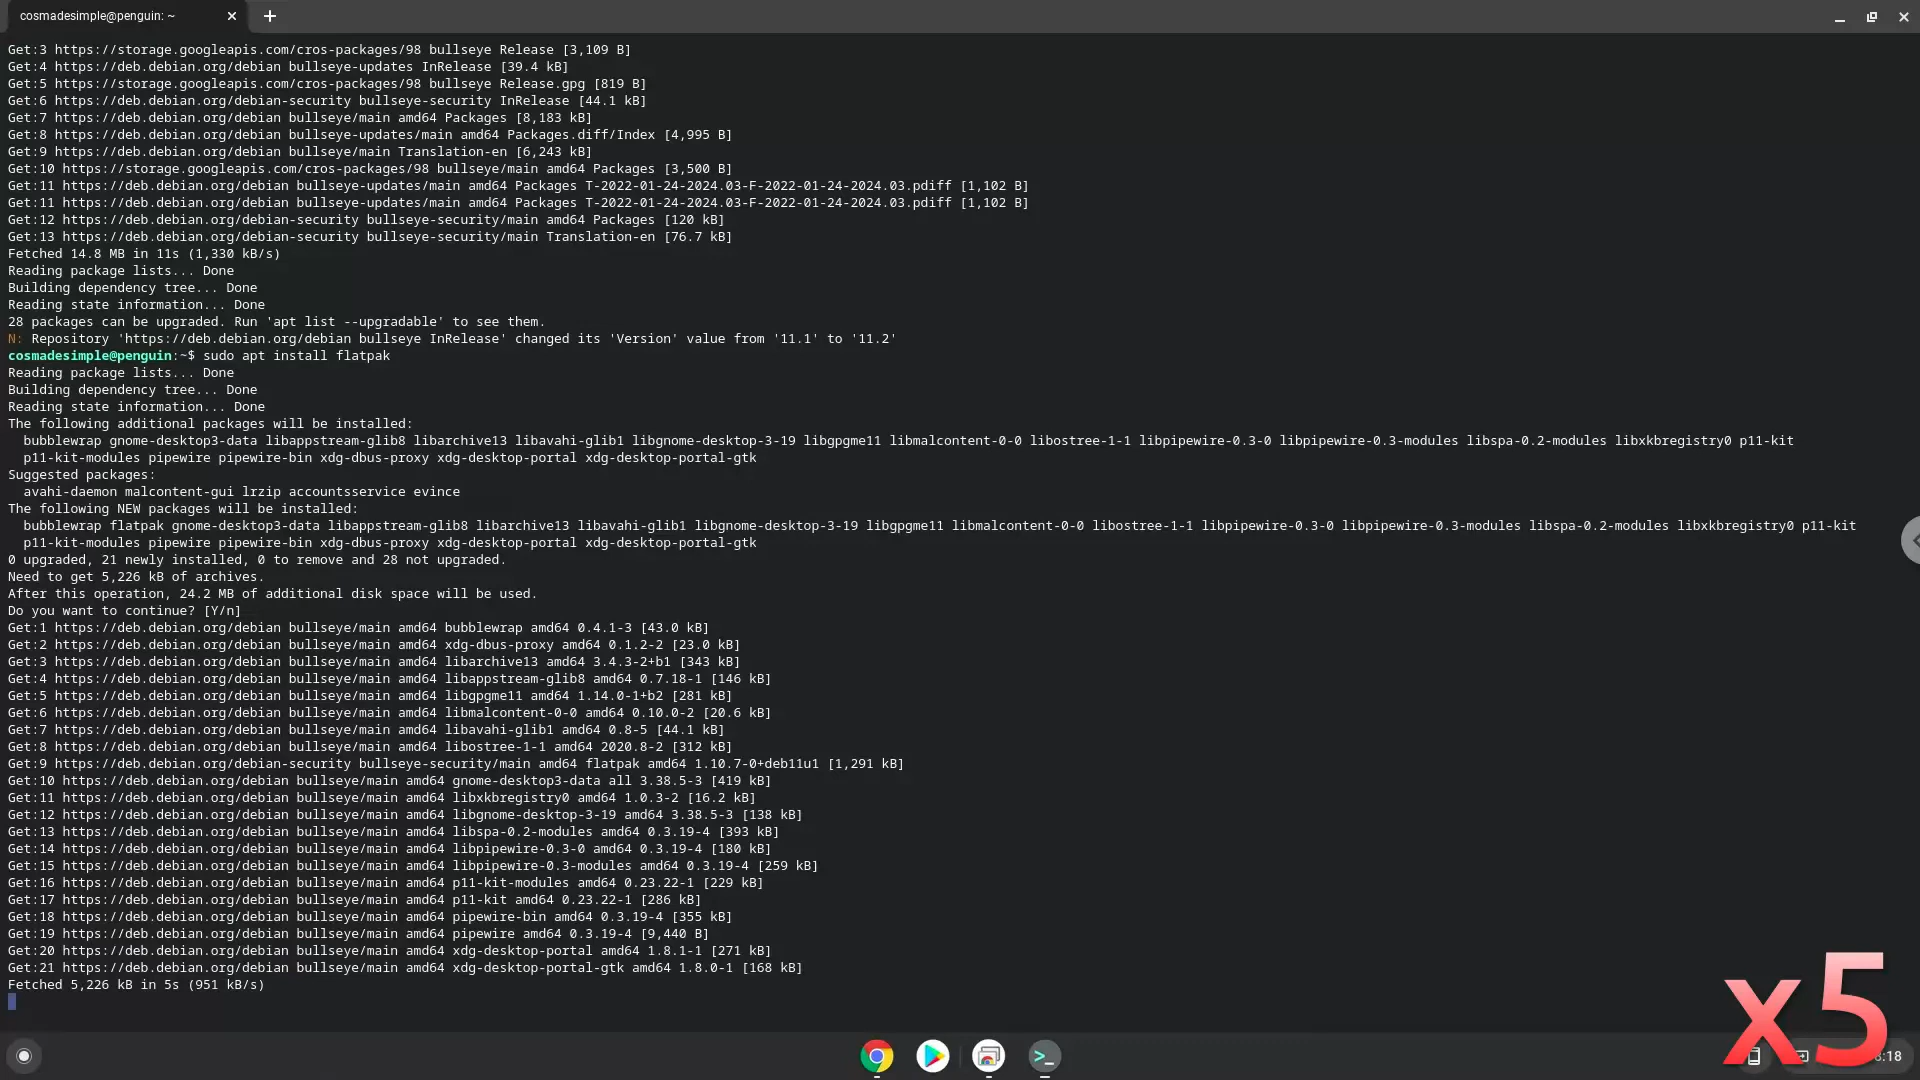 cosmadesimple@penguin: ~
Get:3 https://storage.googleapis.com/cros-packages/98 bullseye Release [3,109 B]
Get:4 https://deb.debian.org/debian bullseye-updates InRelease [39.4 kB]
Get:5 https://storage.googleapis.com/cros-packages/98 bullseye Release.gpg [819 B]
Get:6 https://deb.debian.org/debian-security bullseye-security InRelease [44.1 kB]
Get:7 https://deb.debian.org/debian bullseye/main amd64 Packages [8,183 kB]
Get:8 https://deb.debian.org/debian bullseye-updates/main amd64 Packages.diff/Index [4,995 B]
Get:9 https://deb.debian.org/debian bullseye/main Translation-en [6,243 kB]
Get:10 https://storage.googleapis.com/cros-packages/98 bullseye/main amd64 Packages [3,500 B]
Get:11 https://deb.debian.org/debian bullseye-updates/main amd64 Packages T-2022-01-24-2024.03-F-2022-01-24-2024.03.pdiff [1,102 B]
Get:11 https://deb.debian.org/debian bullseye-updates/main amd64 Packages T-2022-01-24-2024.03-F-2022-01-24-2024.03.pdiff [1,102 B]
Get:12 https://deb.debian.org/debian-security bullseye-security/main amd64 Packages [120 kB]
Get:13 https://deb.debian.org/debian-security bullseye-security/main Translation-en [76.7 kB]
Fetched 14.8 MB in 11s (1,330 kB/s)
Reading package lists... Done
Building dependency tree... Done
Reading state information... Done
28 packages can be upgraded. Run 'apt list --upgradable' to see them.
N: Repository 'https://deb.debian.org/debian bullseye InRelease' changed its 'Version' value from '11.1' to '11.2'
cosmadesimple@penguin:~$ sudo apt install flatpak
Reading package lists... Done
Building dependency tree... Done
Reading state information... Done
The following additional packages will be installed:
bubblewrap gnome-desktop3-data libappstream-glib8 libarchive13 libavahi-glib1 libgnome-desktop-3-19 libgpgme11 libmalcontent-0-0 libostree-1-1 libpipewire-0.3-0 libpipewire-0.3-modules libspa-0.2-modules libxkbregistry0 p11-kit
p11-kit-modules pipewire pipewire-bin xdg-dbus-proxy xdg-desktop-portal xdg-desktop-portal-gtk
Suggested packages:
avahi-daemon malcontent-gui lrzip accountsservice evince
The following NEW packages will be installed:
bubblewrap flatpak gnome-desktop3-data libappstream-glib8 libarchive13 libavahi-glib1 libgnome-desktop-3-19 libgpgme11 libmalcontent-0-0 libostree-1-1 libpipewire-0.3-0 libpipewire-0.3-modules libspa-0.2-modules libxkbregistry0 p11-kit
p11-kit-modules pipewire pipewire-bin xdg-dbus-proxy xdg-desktop-portal xdg-desktop-portal-gtk
0 upgraded, 21 newly installed, 0 to remove and 28 not upgraded.
Need to get 5,226 kB of archives.
After this operation, 24.2 MB of additional disk space will be used.
Do you want to continue? [Y/n]
Get:1 https://deb.debian.org/debian bullseye/main amd64 bubblewrap amd64 0.4.1-3 [43.0 kB]
Get:2 https://deb.debian.org/debian bullseye/main amd64 xdg-dbus-proxy amd64 0.1.2-2 [23.0 kB]
Get:3 https://deb.debian.org/debian bullseye/main amd64 libarchive13 amd64 3.4.3-2+b1 [343 kB]
Get:4 https://deb.debian.org/debian bullseye/main amd64 libappstream-glib8 amd64 0.7.18-1 [146 kB]
Get:5 https://deb.debian.org/debian bullseye/main amd64 libgpgme11 amd64 1.14.0-1+b2 [281 kB]
Get:6 https://deb.debian.org/debian bullseye/main amd64 libmalcontent-0-0 amd64 0.10.0-2 [20.6 kB]
Get:7 https://deb.debian.org/debian bullseye/main amd64 libavahi-glib1 amd64 0.8-5 [44.1 kB]
Get:8 https://deb.debian.org/debian bullseye/main amd64 libostree-1-1 amd64 2020.8-2 [312 kB]
Get:9 https://deb.debian.org/debian-security bullseye-security/main amd64 flatpak amd64 1.10.7-0+deb11u1 [1,291 kB]
Get:10 https://deb.debian.org/debian bullseye/main amd64 gnome-desktop3-data all 3.38.5-3 [419 kB]
Get:11 https://deb.debian.org/debian bullseye/main amd64 libxkbregistry0 amd64 1.0.3-2 [16.2 kB]
Get:12 https://deb.debian.org/debian bullseye/main amd64 libgnome-desktop-3-19 amd64 3.38.5-3 [138 kB]
Get:13 https://deb.debian.org/debian bullseye/main amd64 libspa-0.2-modules amd64 0.3.19-4 [393 kB]
Get:14 https://deb.debian.org/debian bullseye/main amd64 libpipewire-0.3-0 amd64 0.3.19-4 [180 kB]
Get:15 https://deb.debian.org/debian bullseye/main amd64 libpipewire-0.3-modules amd64 0.3.19-4 [259 kB]
Get:16 https://deb.debian.org/debian bullseye/main amd64 p11-kit-modules amd64 0.23.22-1 [229 kB]
Get:17 https://deb.debian.org/debian bullseye/main amd64 p11-kit amd64 0.23.22-1 [286 kB]
Get:18 https://deb.debian.org/debian bullseye/main amd64 pipewire-bin amd64 0.3.19-4 [355 kB]
Get:19 https://deb.debian.org/debian bullseye/main amd64 pipewire amd64 0.3.19-4 [9,440 B]
Get:20 https://deb.debian.org/debian bullseye/main amd64 xdg-desktop-portal amd64 1.8.1-1 [271 kB]
Get:21 https://deb.debian.org/debian bullseye/main amd64 xdg-desktop-portal-gtk amd64 1.8.0-1 [168 kB]
Fetched 5,226 kB in 5s (951 kB/s)
x5